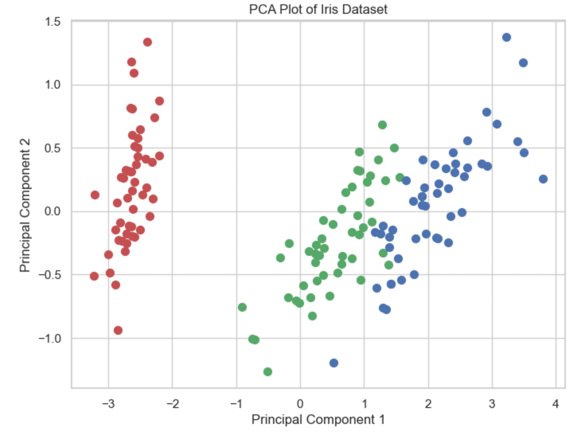 PCA Plot of Iris Dataset
1.5
1.0
0.5
0.0
−0.5
−1.0
Principal Component 2
−3 −2 −1 0 1 2 3 4
Principal Component 1